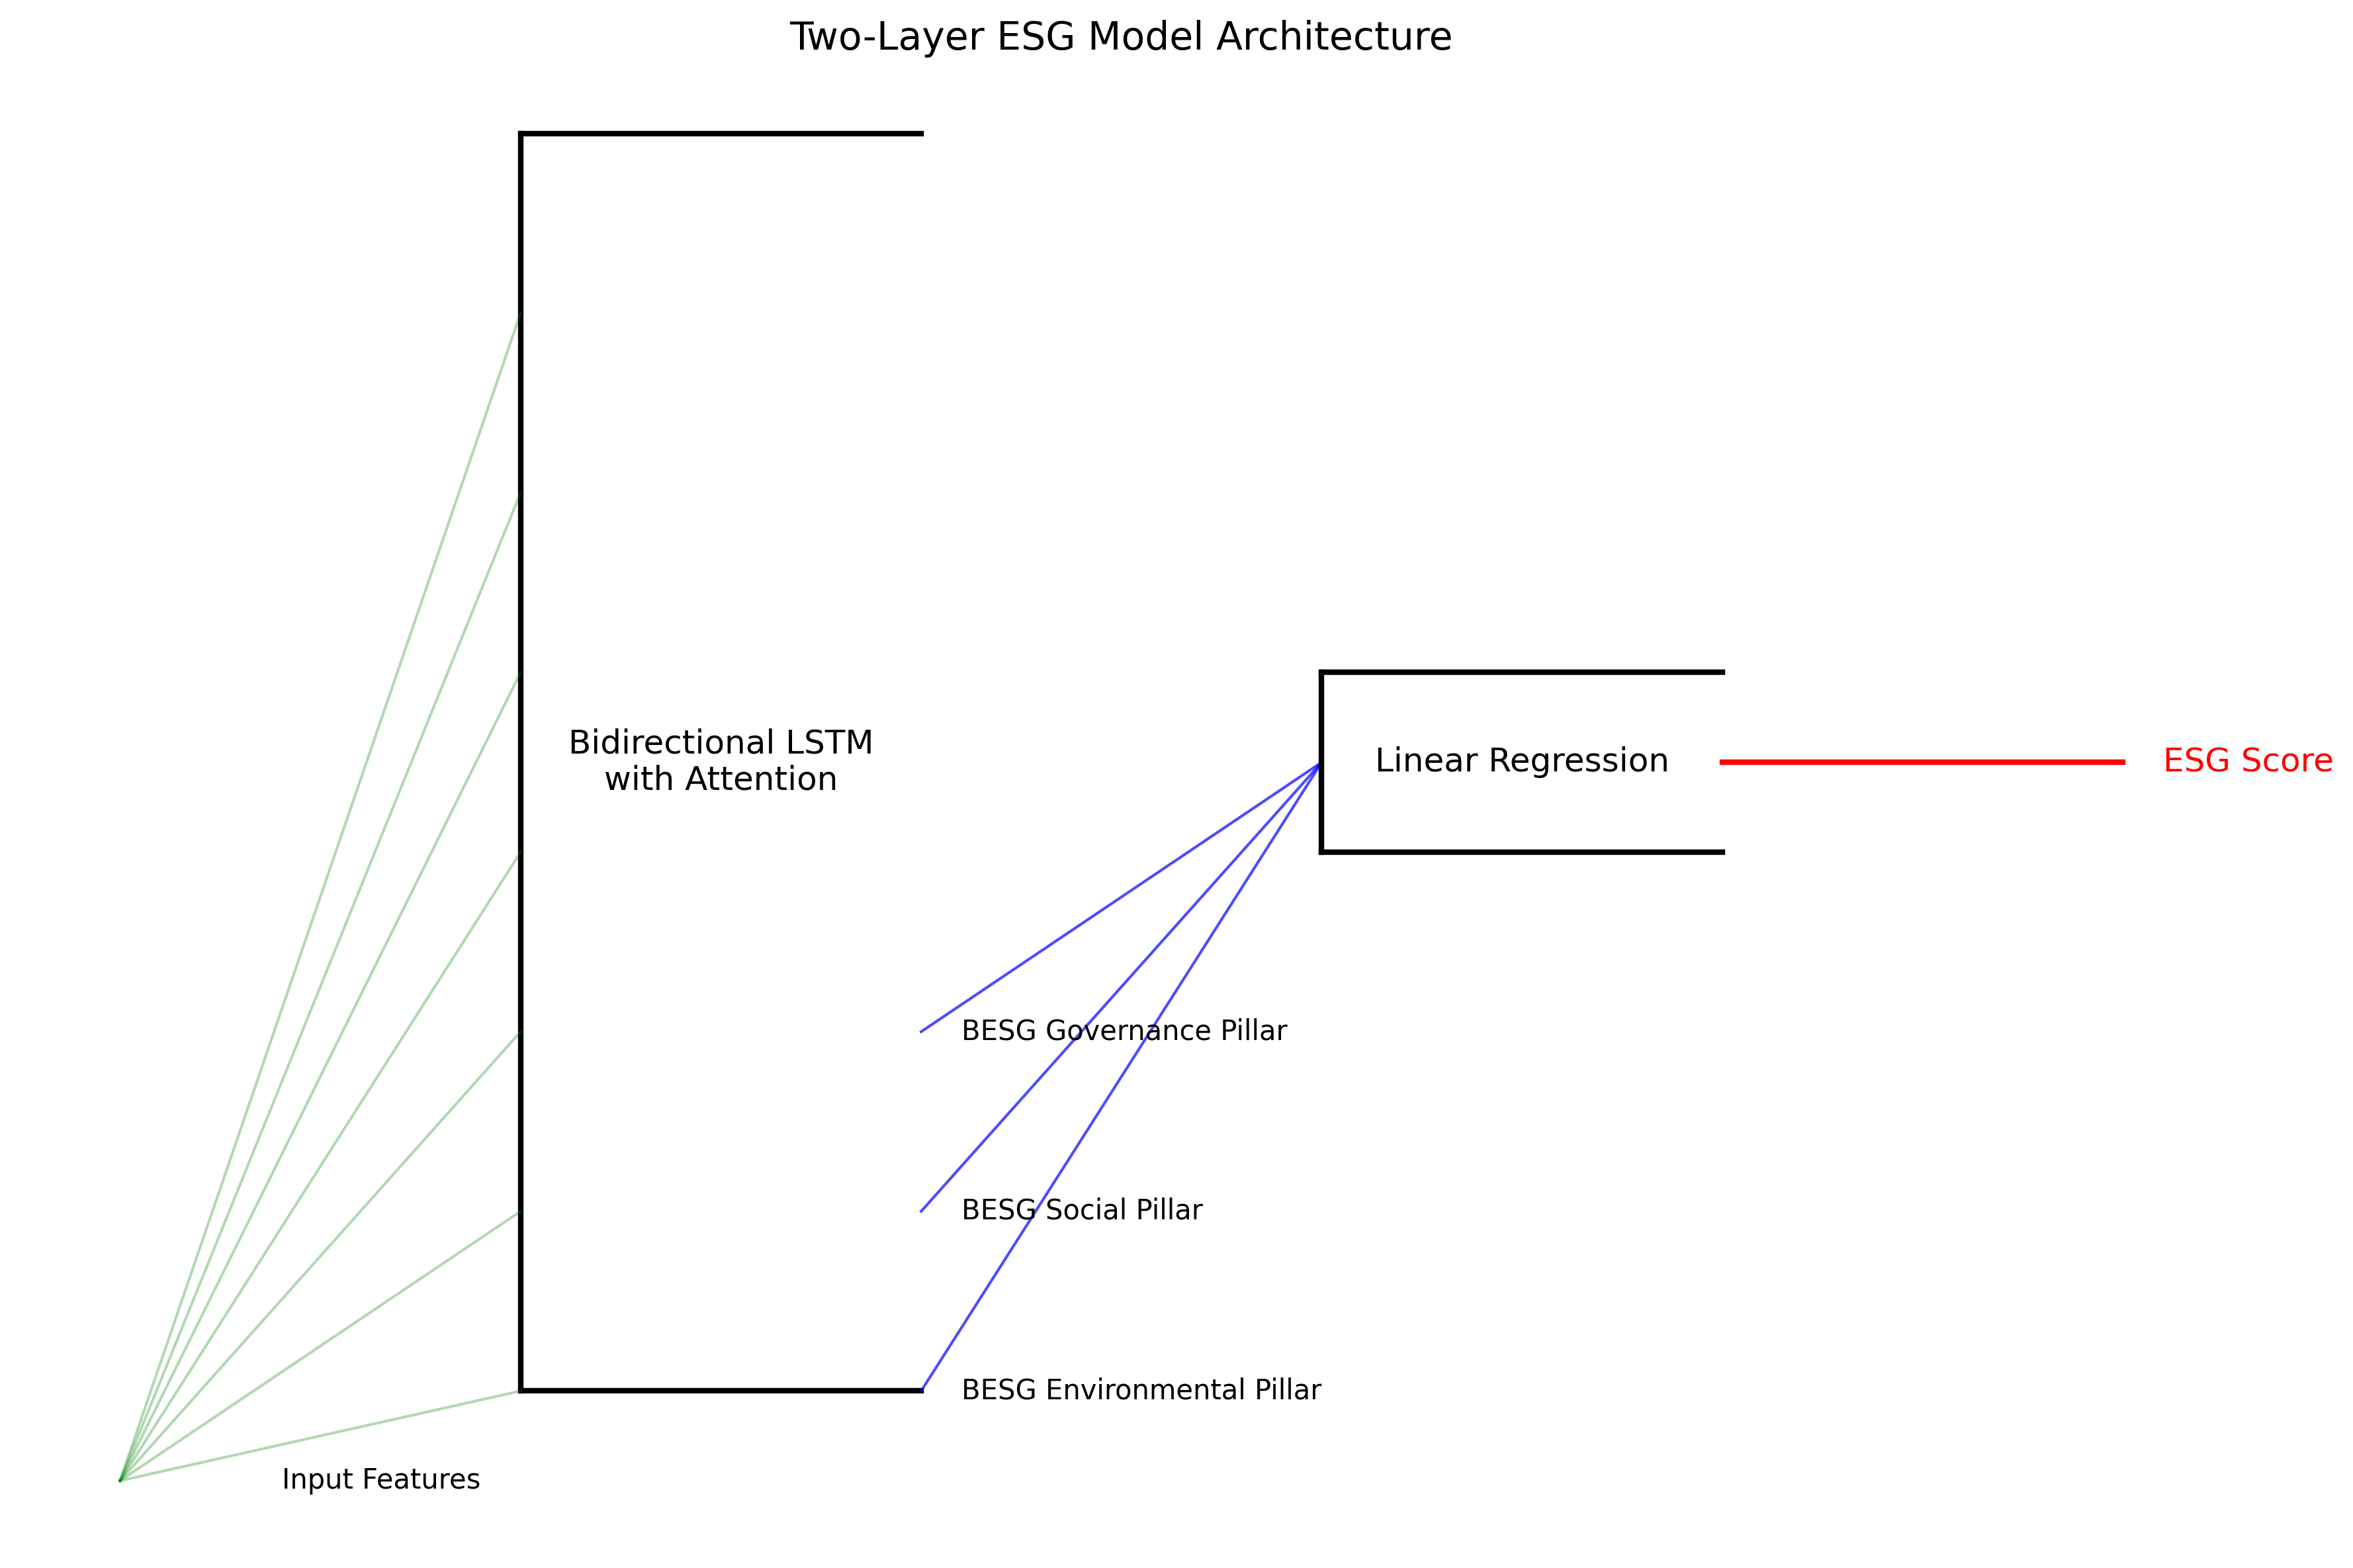 Two-Layer ESG Model Architecture
Bidirectional LSTM
with Attention
Linear Regression
ESG Score
BESG Governance Pillar
BESG Social Pillar
BESG Environmental Pillar
Input Features